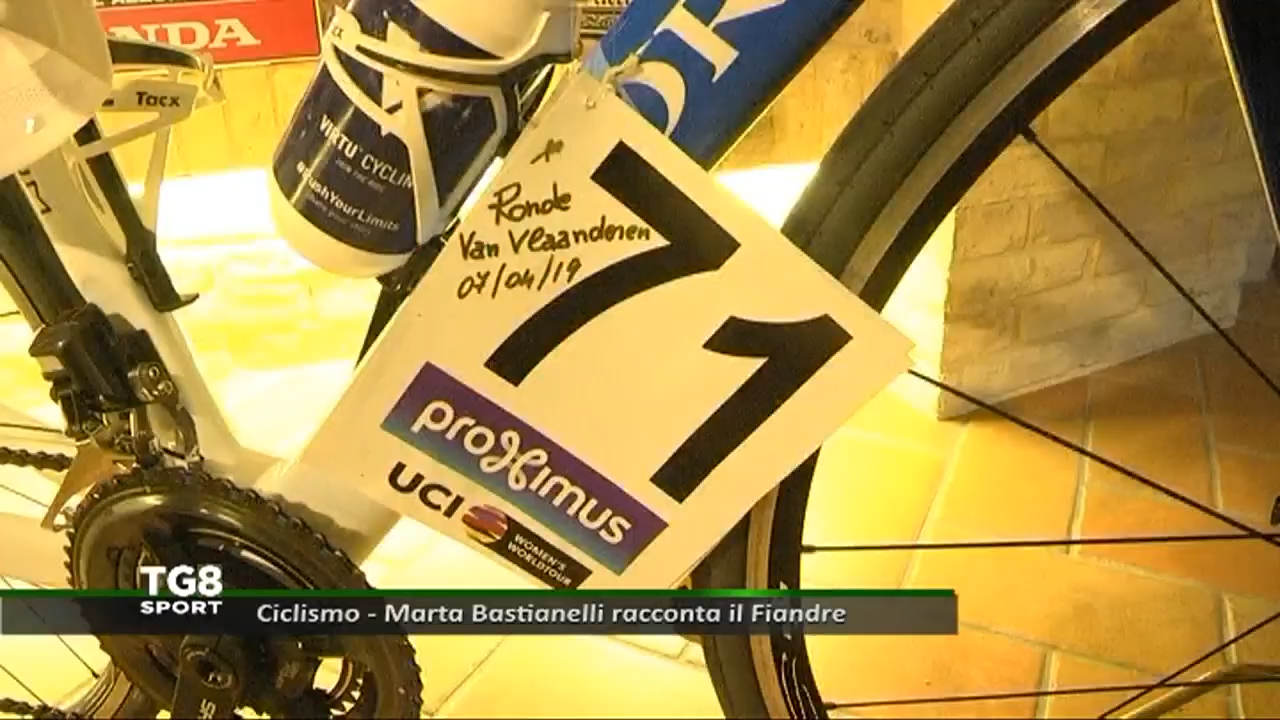 NDA
Tacx
VIRTU CYCLIN
#PushYourLimits
1ª
Ronde
Van Vlaanderen
07/04/19
71
proximus
UCI
WOMEN'S
WORLDTOUR
TG8
SPORT
Ciclismo - Marta Bastianelli racconta il Fiandre